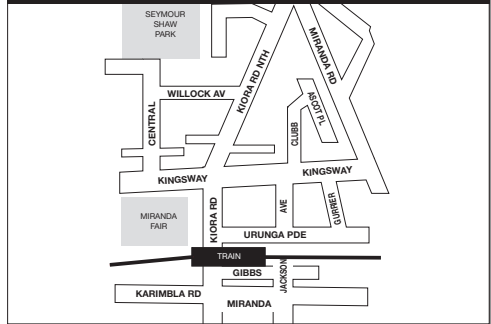 SEYMOUR
SHAW
PARK
MIRANDA RD
KIORA RD NTH
WILLOCK AV
ASCOT PL
CENTRAL
CLUBB
KINGSWAY
KINGSWAY
MIRANDA
FAIR
KIORA RD
AVE
GURRIER
URUNGA PDE
TRAIN
GIBBS
JACKSON
KARIMBLA RD
MIRANDA